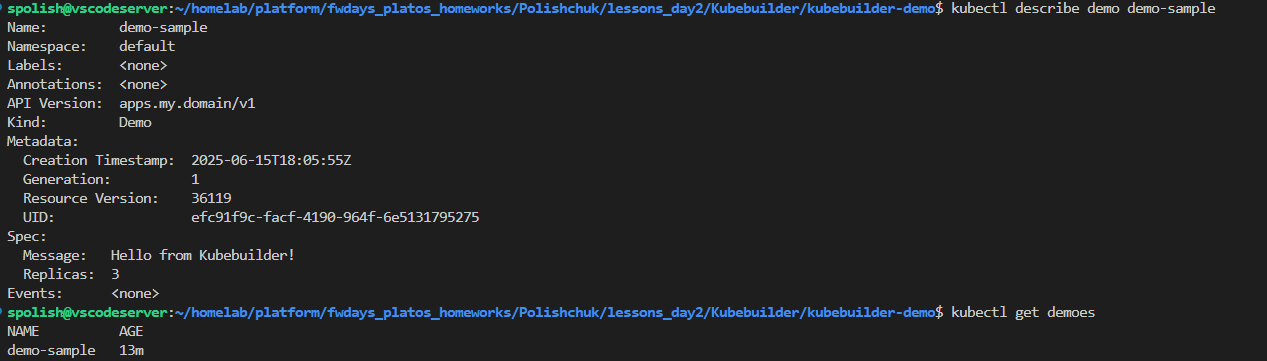 spolish@vscodeserver:~/homelab/platform/fwdays_platos_homeworks/Polishchuk/lessons_day2/Kubebuilder/kubebuilder-demo$ kubectl describe demo demo-sample
Name:         demo-sample
Namespace:    default
Labels:       <none>
Annotations:  <none>
API Version:  apps.my.domain/v1
Kind:         Demo
Metadata:
  Creation Timestamp:  2025-06-15T18:05:55Z
  Generation:          1
  Resource Version:    36119
  UID:                 efc91f9c-facf-4190-964f-6e5131795275
Spec:
  Message:   Hello from Kubebuilder!
  Replicas:  3
Events:      <none>
spolish@vscodeserver:~/homelab/platform/fwdays_platos_homeworks/Polishchuk/lessons_day2/Kubebuilder/kubebuilder-demo$ kubectl get demoes
NAME          AGE
demo-sample   13m